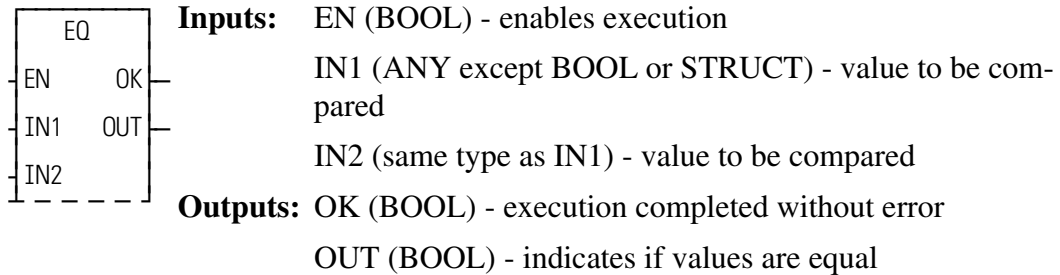 EQ
EN OK
IN1 OUT
IN2
Inputs: EN (BOOL) - enables execution
IN1 (ANY except BOOL or STRUCT) - value to be com-
pared
IN2 (same type as IN1) - value to be compared
Outputs: OK (BOOL) - execution completed without error
OUT (BOOL) - indicates if values are equal